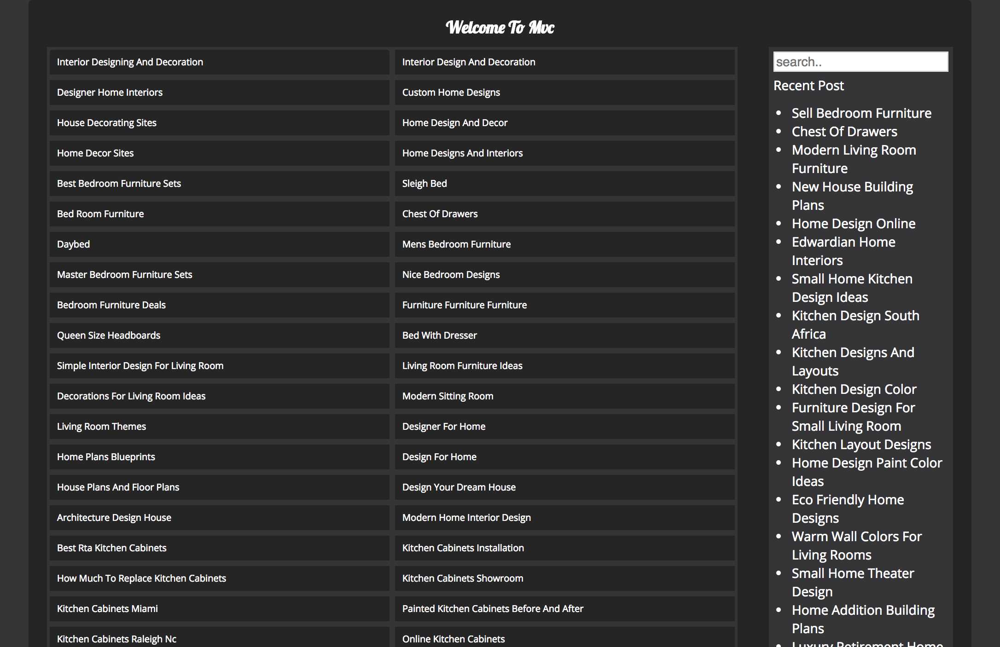 Welcome To Mvc
Interior Designing And Decoration
Interior Design And Decoration
Designer Home Interiors
Custom Home Designs
House Decorating Sites
Home Design And Decor
Home Decor Sites
Home Designs And Interiors
Best Bedroom Furniture Sets
Sleigh Bed
Bed Room Furniture
Chest Of Drawers
Daybed
Mens Bedroom Furniture
Master Bedroom Furniture Sets
Nice Bedroom Designs
Bedroom Furniture Deals
Furniture Furniture Furniture
Queen Size Headboards
Bed With Dresser
Simple Interior Design For Living Room
Living Room Furniture Ideas
Decorations For Living Room Ideas
Modern Sitting Room
Living Room Themes
Designer For Home
Home Plans Blueprints
Design For Home
House Plans And Floor Plans
Design Your Dream House
Architecture Design House
Modern Home Interior Design
Best Rta Kitchen Cabinets
Kitchen Cabinets Installation
How Much To Replace Kitchen Cabinets
Kitchen Cabinets Showroom
Kitchen Cabinets Miami
Painted Kitchen Cabinets Before And After
Kitchen Cabinets Raleigh Nc
Online Kitchen Cabinets
search..
Recent Post
Sell Bedroom Furniture
Chest Of Drawers
Modern Living Room
Furniture
New House Building
Plans
Home Design Online
Edwardian Home
Interiors
Small Home Kitchen
Design Ideas
Kitchen Design South
Africa
Kitchen Designs And
Layouts
Kitchen Design Color
Furniture Design For
Small Living Room
Kitchen Layout Designs
Home Design Paint Color
Ideas
Eco Friendly Home
Designs
Warm Wall Colors For
Living Rooms
Small Home Theater
Design
Home Addition Building
Plans
Luxury Retirement Home